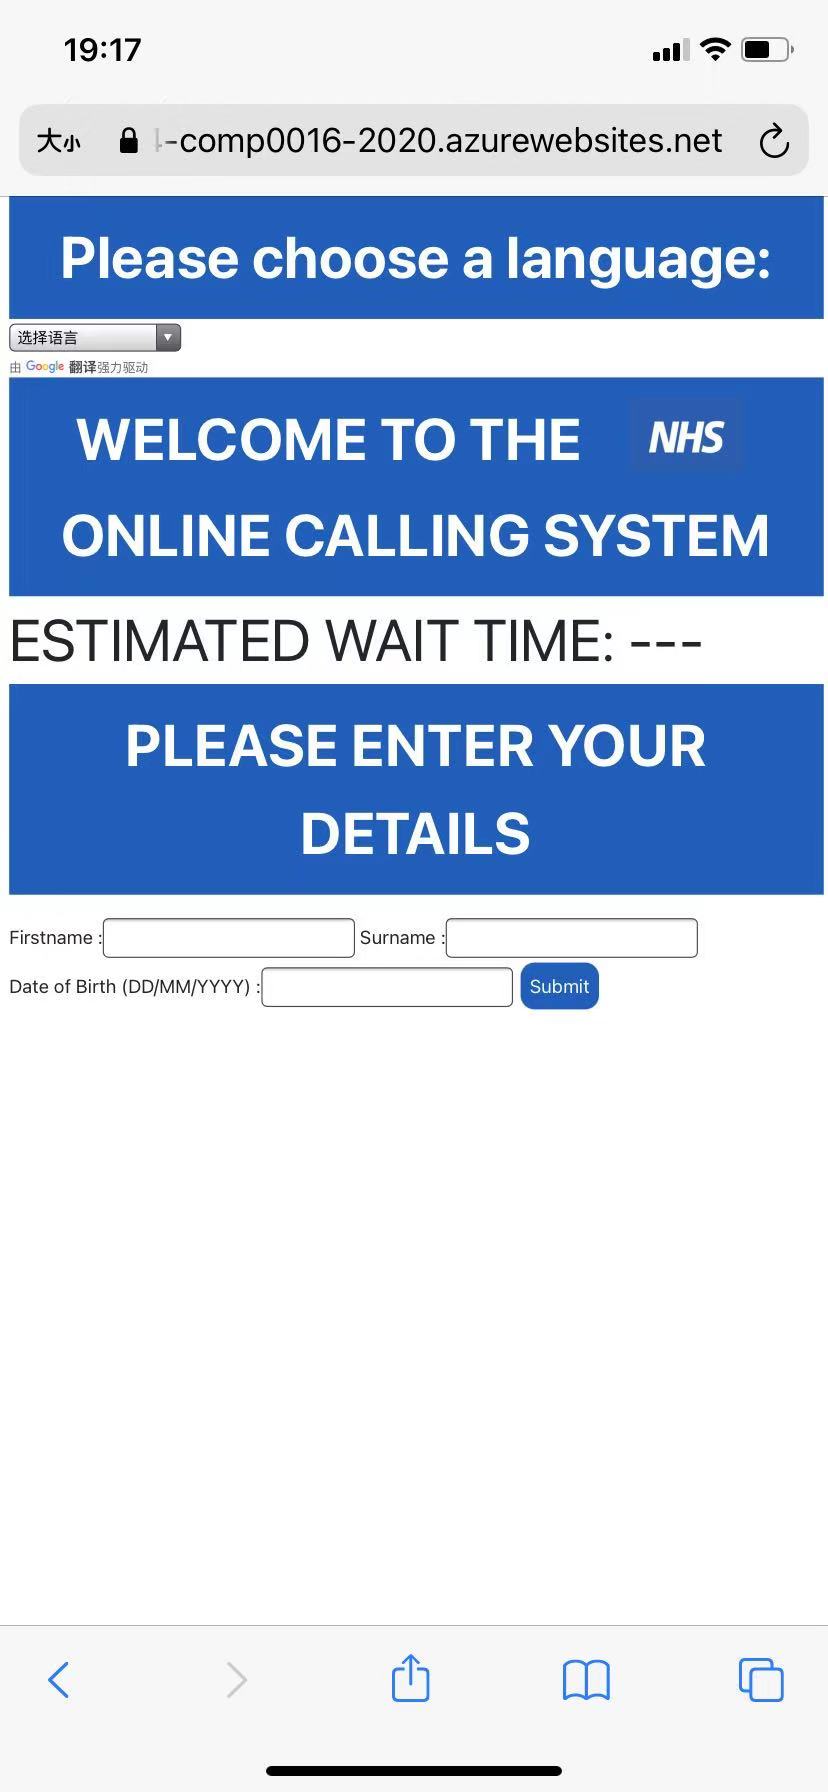 19:17
大小 -comp0016-2020.azurewebsites.net
Please choose a language:
选择语言
由 Google 翻译强力驱动
WELCOME TO THE NHS
ONLINE CALLING SYSTEM
ESTIMATED WAIT TIME: ---
PLEASE ENTER YOUR
DETAILS
Firstname : Surname :
Date of Birth (DD/MM/YYYY) : Submit